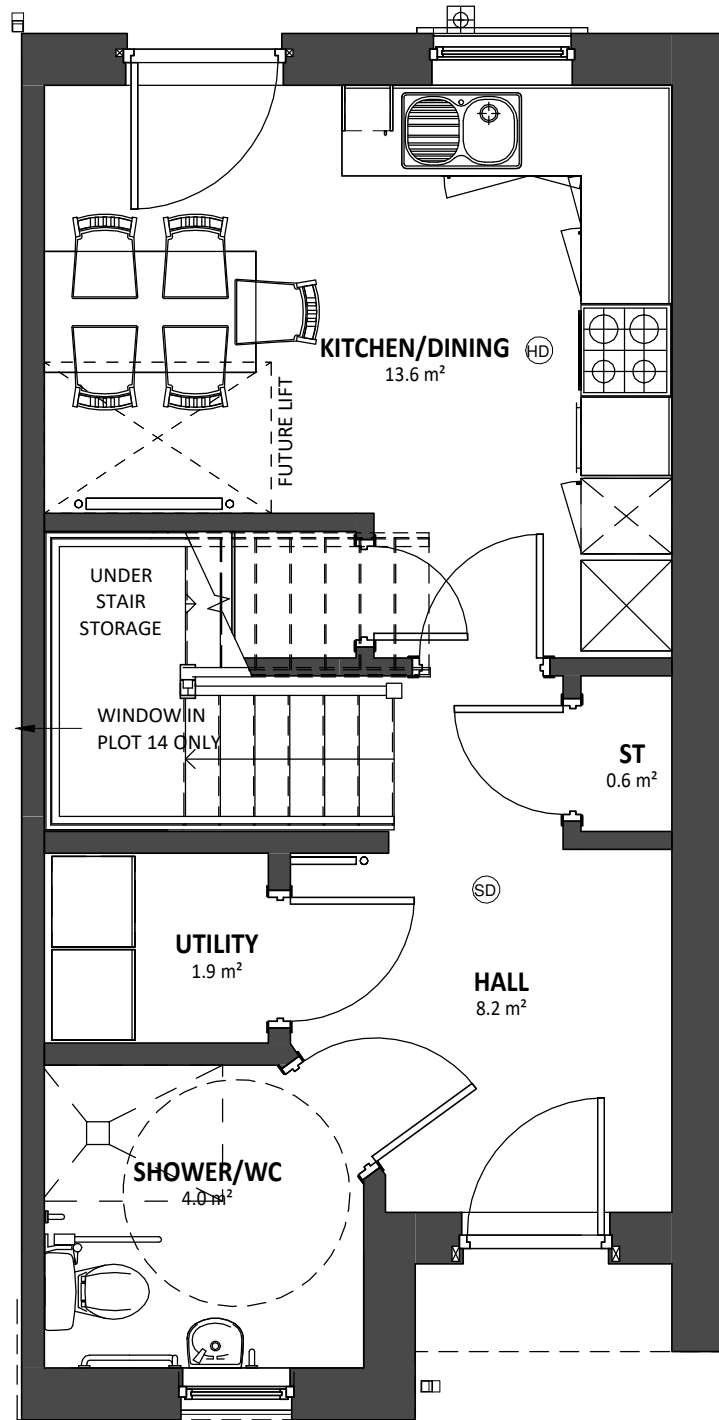 KITCHEN/DINING
13.6 m²
HD
FUTURE LIFT
UNDER
STAIR
STORAGE
WINDOW IN
PLOT 14 ONLY
ST
0.6 m²
SD
UTILITY
1.9 m²
HALL
8.2 m²
SHOWER/WC
4.0 m²